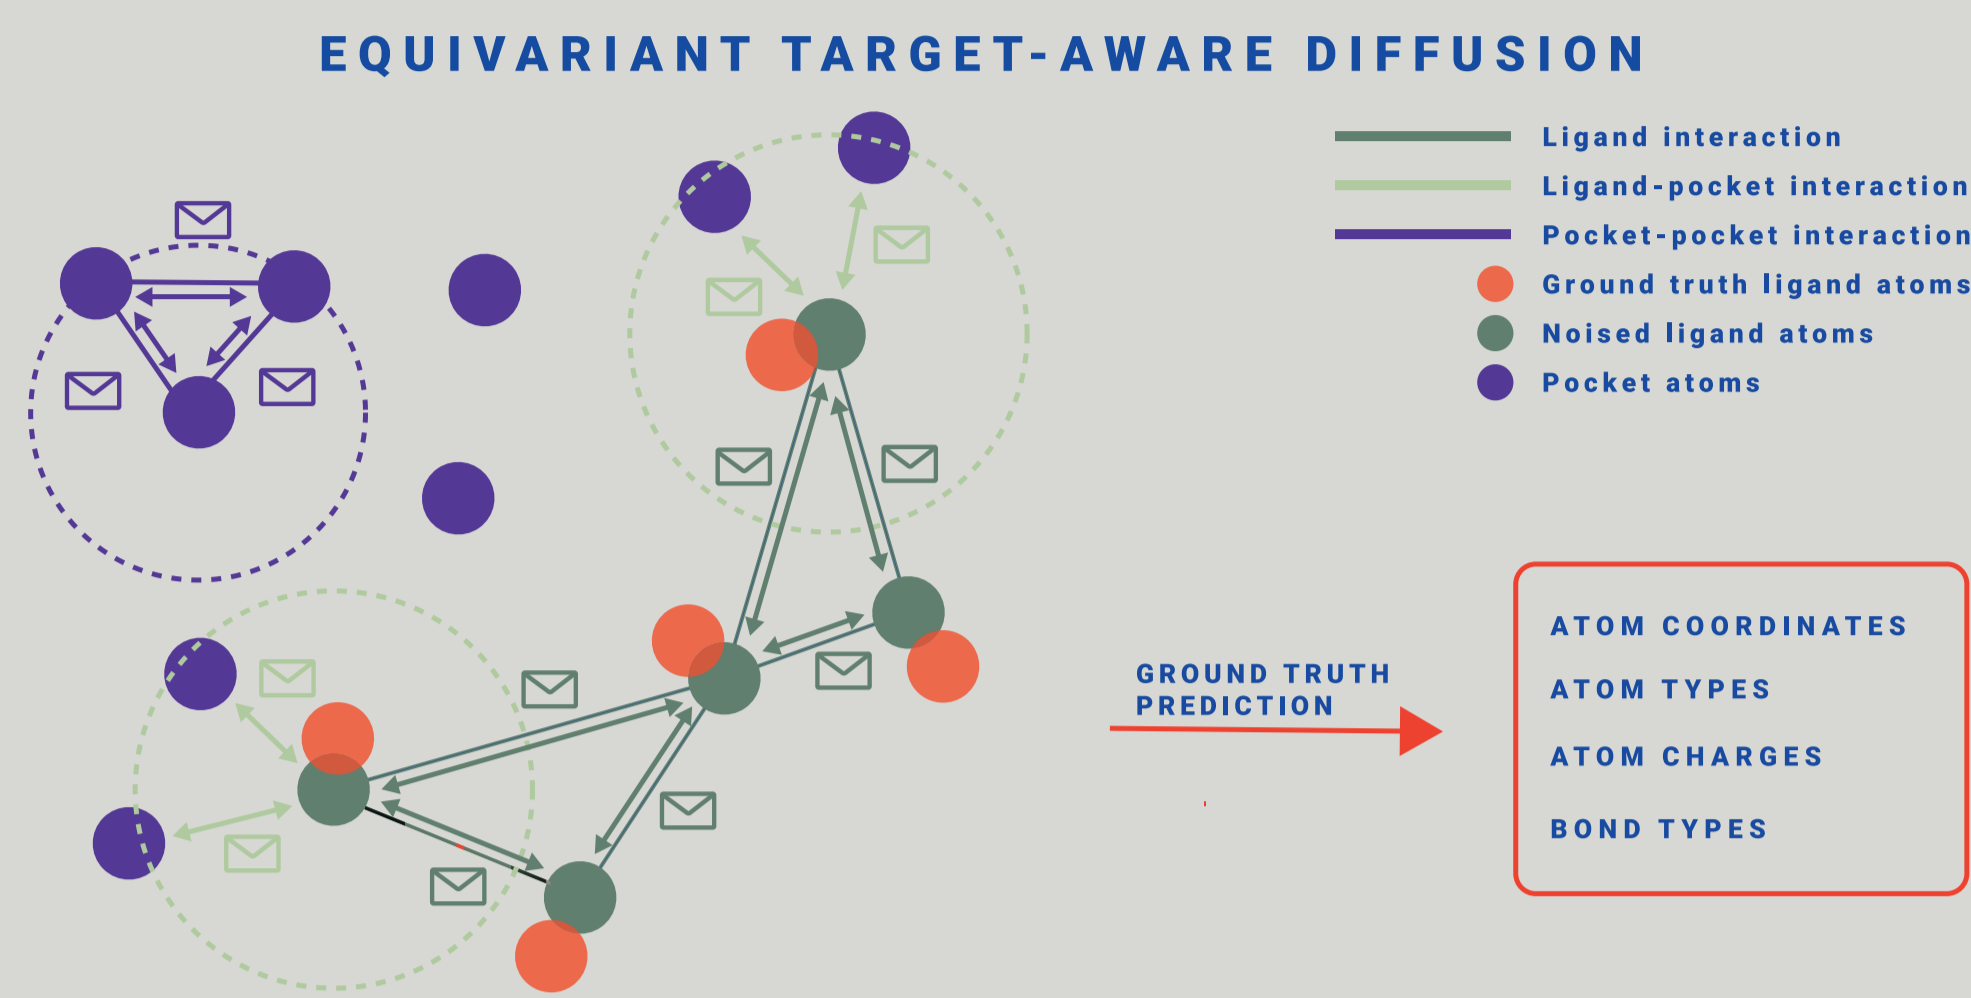 EQUIVARIANT TARGET-AWARE DIFFUSION
Ligand interaction
Ligand-pocket interaction
Pocket-pocket interaction
Ground truth ligand atoms
Noised ligand atoms
Pocket atoms
GROUND TRUTH
PREDICTION
ATOM COORDINATES
ATOM TYPES
ATOM CHARGES
BOND TYPES